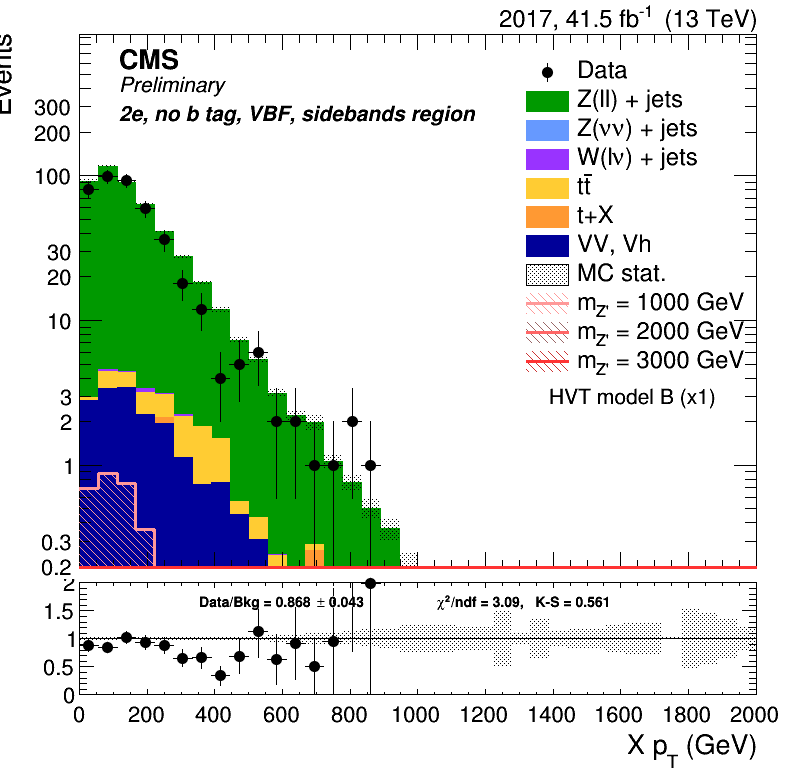 2017, 41.5 fb⁻¹ (13 TeV)
Events
CMS
Preliminary
2e, no b tag, VBF, sidebands region
Data
Z(ll) + jets
Z(νν) + jets
W(lν) + jets
tt̄
t+X
VV, Vh
MC stat.
m_Z' = 1000 GeV
m_Z' = 2000 GeV
m_Z' = 3000 GeV
HVT model B (x1)
300
200
100
30
20
10
3
2
1
0.3
0.2
Data/Bkg = 0.868 ± 0.043 χ²/ndf = 3.09, K-S = 0.561
2
1.5
1
0.5
0
0 200 400 600 800 1000 1200 1400 1600 1800 2000
X p_T (GeV)